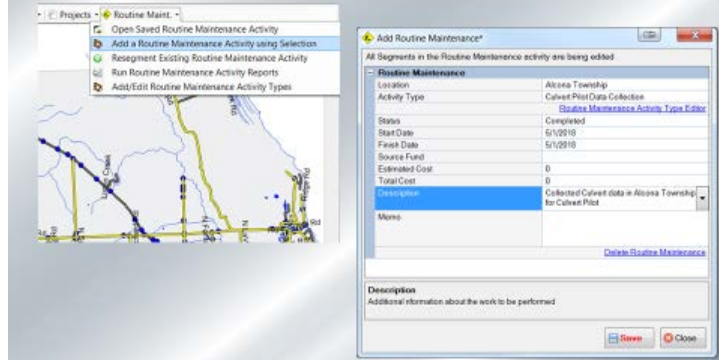 Projects Routine Maint.
Open Saved Routine Maintenance Activity
Add a Routine Maintenance Activity using Selection
Resegment Existing Routine Maintenance Activity
Run Routine Maintenance Activity Reports
Add/Edit Routine Maintenance Activity Types
Creek
Rd
Add Routine Maintenance*
All Segments in the Routine Maintenance activity are being edited
Routine Maintenance
Location Alcona Township
Activity Type Culvert Pilot Data Collection
Routine Maintenance Activity Type Editor
Status Completed
Start Date 5/1/2018
Finish Date 5/1/2018
Source Fund
Estimated Cost 0
Total Cost 0
Description Collected Culvert data in Alcona Township
for Culvert Pilot
Memo
Delete Routine Maintenance
Description
Additional information about the work to be performed
Save Close